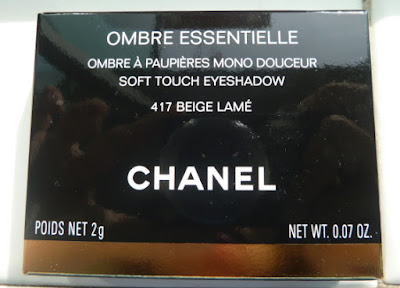 OMBRE ESSENTIELLE
OMBRE À PAUPIÈRES MONO DOUCEUR
SOFT TOUCH EYESHADOW
417 BEIGE LAMÉ
CHANEL
POIDS NET 2g NET WT. 0.07 OZ.